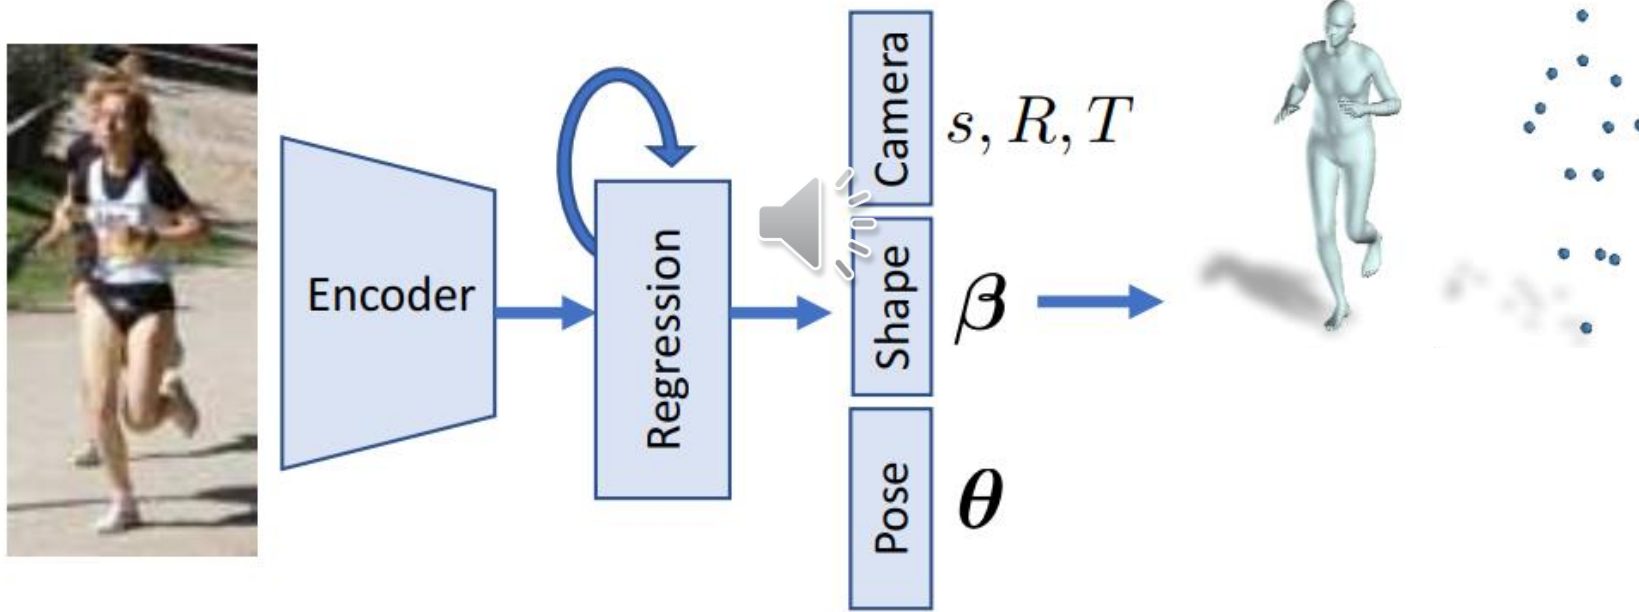 Encoder
Regression
Camera
s, R, T
Shape
β
Pose
θ